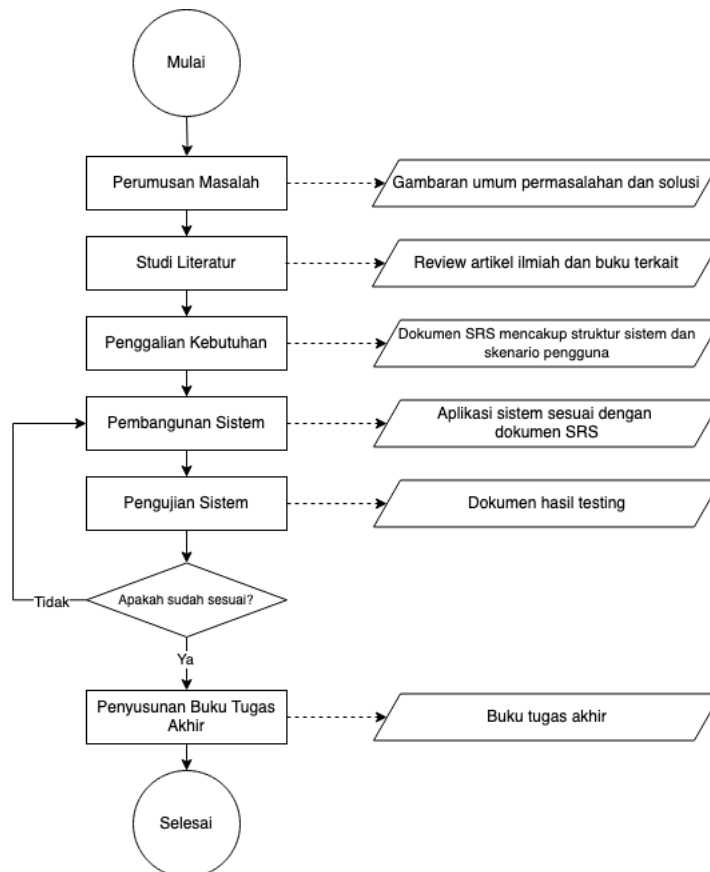 Mulai
Perumusan Masalah
Gambaran umum permasalahan dan solusi
Studi Literatur
Review artikel ilmiah dan buku terkait
Penggalian Kebutuhan
Dokumen SRS mencakup struktur sistem dan
skenario pengguna
Pembangunan Sistem
Aplikasi sistem sesuai dengan
dokumen SRS
Pengujian Sistem
Dokumen hasil testing
Apakah sudah sesuai?
Tidak
Ya
Penyusunan Buku Tugas
Akhir
Buku tugas akhir
Selesai